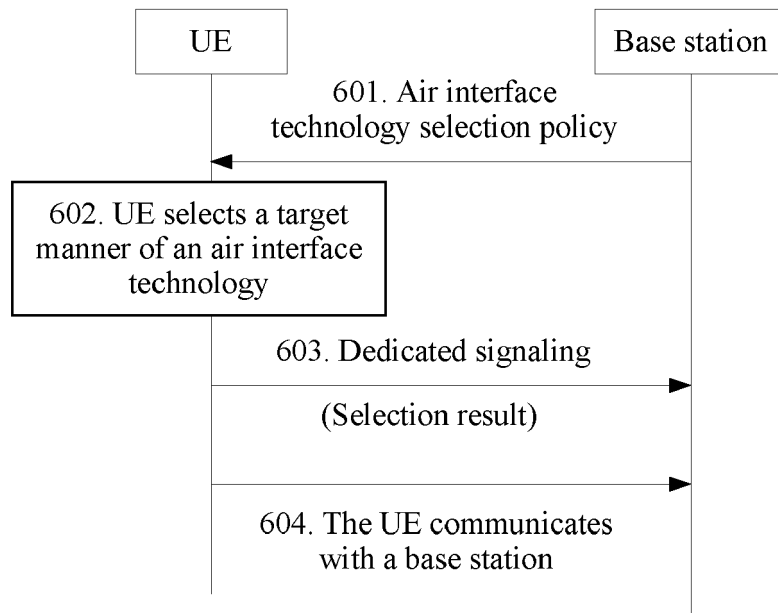 UE
Base station
601. Air interface
technology selection policy
602. UE selects a target
manner of an air interface
technology
603. Dedicated signaling
(Selection result)
604. The UE communicates
with a base station